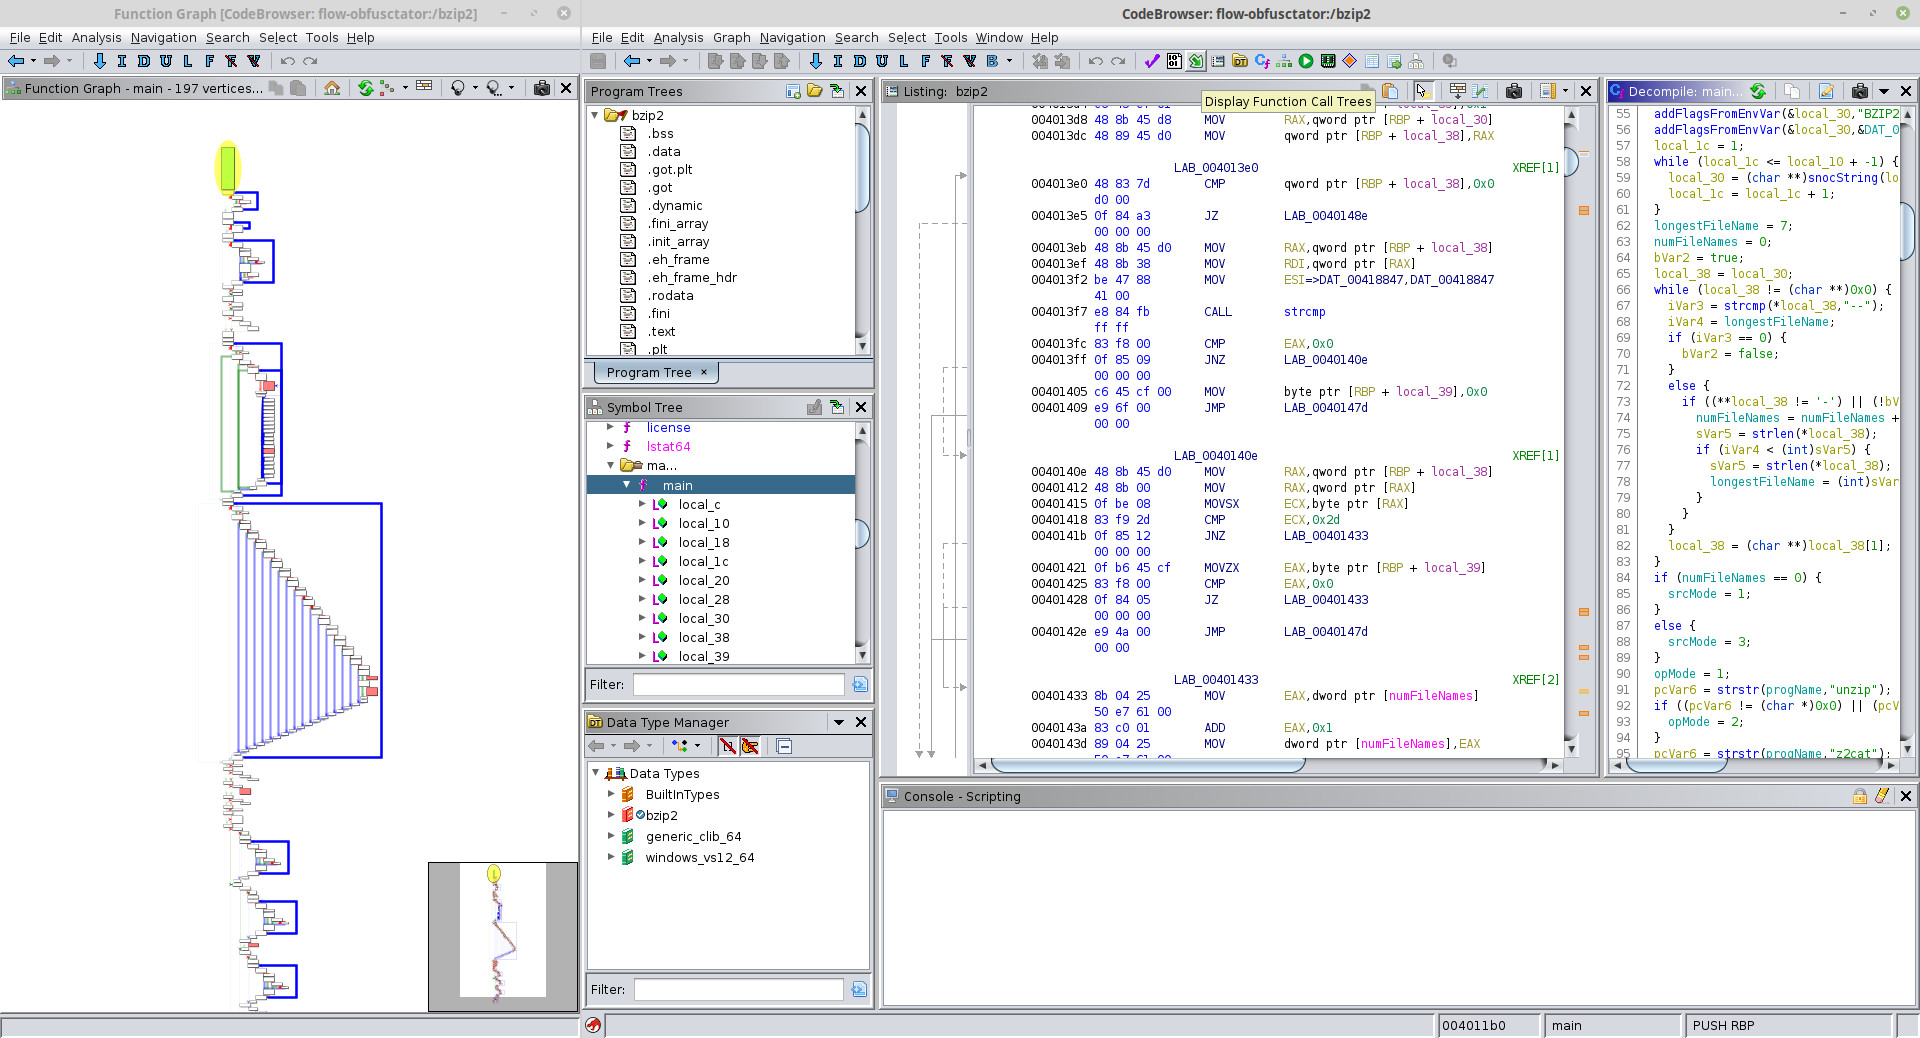 Function Graph [CodeBrowser: flow-obfusctator:/bzip2]
File Edit Analysis Navigation Search Select Tools Help
I D U L F
Function Graph - main - 197 vertices...
CodeBrowser: flow-obfusctator:/bzip2
File Edit Analysis Graph Navigation Search Select Tools Window Help
I D U L F B
Program Trees
bzip2
.bss
.data
.got.plt
.got
.dynamic
.fini_array
.init_array
.eh_frame
.eh_frame_hdr
.rodata
.fini
.text
.plt
Program Tree ×
Symbol Tree
license
lstat64
ma...
main
local_c
local_10
local_18
local_1c
local_20
local_28
local_30
local_38
local_39
Filter:
Data Type Manager
Data Types
BuiltInTypes
bzip2
generic_clib_64
windows_vs12_64
Filter:
Listing: bzip2
Display Function Call Trees
004013d8 48 8b 45 d8 MOV RAX,qword ptr [RBP + local_30]
004013dc 48 89 45 d0 MOV qword ptr [RBP + local_38],RAX
LAB_004013e0 XREF[1]
004013e0 48 83 7d CMP qword ptr [RBP + local_38],0x0
d0 00
004013e5 0f 84 a3 JZ LAB_0040148e
00 00 00
004013eb 48 8b 45 d0 MOV RAX,qword ptr [RBP + local_38]
004013ef 48 8b 38 MOV RDI,qword ptr [RAX]
004013f2 be 47 88 MOV ESI=>DAT_00418847,DAT_00418847
41 00
004013f7 e8 84 fb CALL strcmp
ff ff
004013fc 83 f8 00 CMP EAX,0x0
004013ff 0f 85 09 JNZ LAB_0040140e
00 00 00
00401405 c6 45 cf 00 MOV byte ptr [RBP + local_39],0x0
00401409 e9 6f 00 JMP LAB_0040147d
00 00
LAB_0040140e XREF[1]
0040140e 48 8b 45 d0 MOV RAX,qword ptr [RBP + local_38]
00401412 48 8b 00 MOV RAX,qword ptr [RAX]
00401415 0f be 08 MOVSX ECX,byte ptr [RAX]
00401418 83 f9 2d CMP ECX,0x2d
0040141b 0f 85 12 JNZ LAB_00401433
00 00 00
00401421 0f b6 45 cf MOVZX EAX,byte ptr [RBP + local_39]
00401425 83 f8 00 CMP EAX,0x0
00401428 0f 84 05 JZ LAB_00401433
00 00 00
0040142e e9 4a 00 JMP LAB_0040147d
00 00
LAB_00401433 XREF[2]
00401433 8b 04 25 MOV EAX,dword ptr [numFileNames]
50 e7 61 00
0040143a 83 c0 01 ADD EAX,0x1
0040143d 89 04 25 MOV dword ptr [numFileNames],EAX
Decompile: main...
55 addFlagsFromEnvVar(&local_30,"BZIP2
56 addFlagsFromEnvVar(&local_30,&DAT_0
57 local_1c = 1;
58 while (local_1c <= local_10 + -1) {
59 local_30 = (char **)snocString(lo
60 local_1c = local_1c + 1;
61 }
62 longestFileName = 7;
63 numFileNames = 0;
64 bVar2 = true;
65 local_38 = local_30;
66 while (local_38 != (char **)0x0) {
67 iVar3 = strcmp(*local_38,"--");
68 iVar4 = longestFileName;
69 if (iVar3 == 0) {
70 bVar2 = false;
71 }
72 else {
73 if ((**local_38 != '-') || (!bV
74 numFileNames = numFileNames +
75 sVar5 = strlen(*local_38);
76 if (iVar4 < (int)sVar5) {
77 sVar5 = strlen(*local_38);
78 longestFileName = (int)sVar
79 }
80 }
81 }
82 local_38 = (char **)local_38[1];
83 }
84 if (numFileNames == 0) {
85 srcMode = 1;
86 }
87 else {
88 srcMode = 3;
89 }
90 opMode = 1;
91 pcVar6 = strstr(progName,"unzip");
92 if ((pcVar6 != (char *)0x0) || (pcV
93 opMode = 2;
94 }
95 pcVar6 = strstr(progName,"z2cat");
Console - Scripting
004011b0 main PUSH RBP